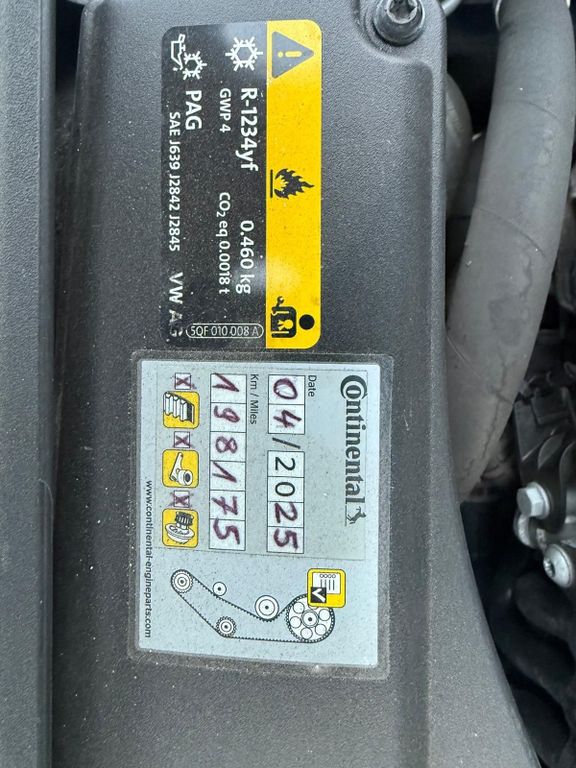 R-1234yf 0.460 kg
GWP 4 CO₂ eq 0.0018 t
PAG
SAE J639 J2842 J2845 VW AG
5QF 010 008 A
Continental
Date
04/2025
Km / Miles
198175
X X X
www.continental-engineparts.com